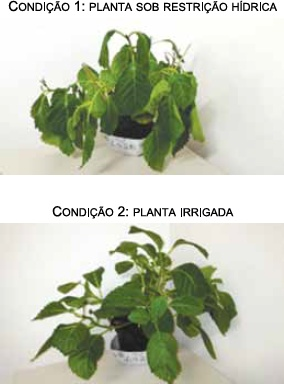 CONDIÇÃO 1: PLANTA SOB RESTRIÇÃO HÍDRICA
CONDIÇÃO 2: PLANTA IRRIGADA